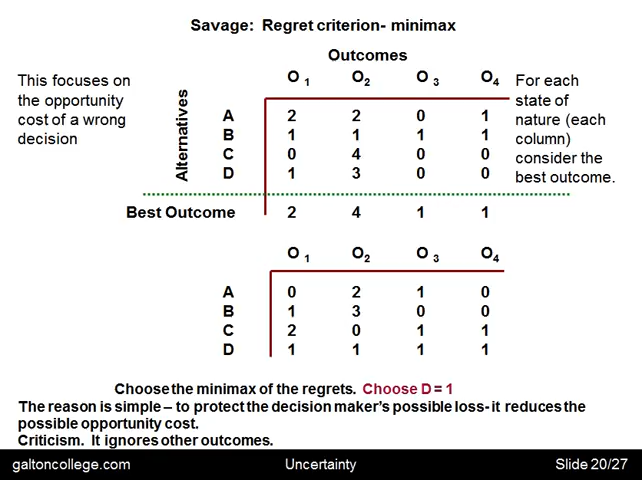 Savage: Regret criterion- minimax
Outcomes
This focuses on
the opportunity
cost of a wrong
decision
Alternatives
O 1 O2 O 3 O4
A 2 2 0 1
B 1 1 1 1
C 0 4 0 0
D 1 3 0 0
For each
state of
nature (each
column)
consider the
best outcome.
Best Outcome 2 4 1 1
O 1 O2 O 3 O4
A 0 2 1 0
B 1 3 0 0
C 2 0 1 1
D 1 1 1 1
Choose the minimax of the regrets. Choose D = 1
The reason is simple – to protect the decision maker's possible loss- it reduces the
possible opportunity cost.
Criticism. It ignores other outcomes.
galtoncollege.com Uncertainty Slide 20/27